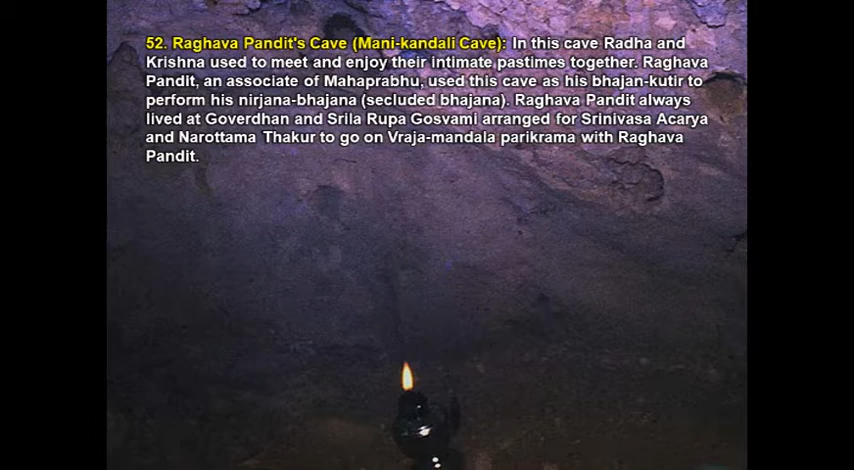 52. Raghava Pandit's Cave (Mani-kandali Cave): In this cave Radha and
Krishna used to meet and enjoy their intimate pastimes together. Raghava
Pandit, an associate of Mahaprabhu, used this cave as his bhajan-kutir to
perform his nirjana-bhajana (secluded bhajana). Raghava Pandit always
lived at Goverdhan and Srila Rupa Gosvami arranged for Srinivasa Acarya
and Narottama Thakur to go on Vraja-mandala parikrama with Raghava
Pandit.